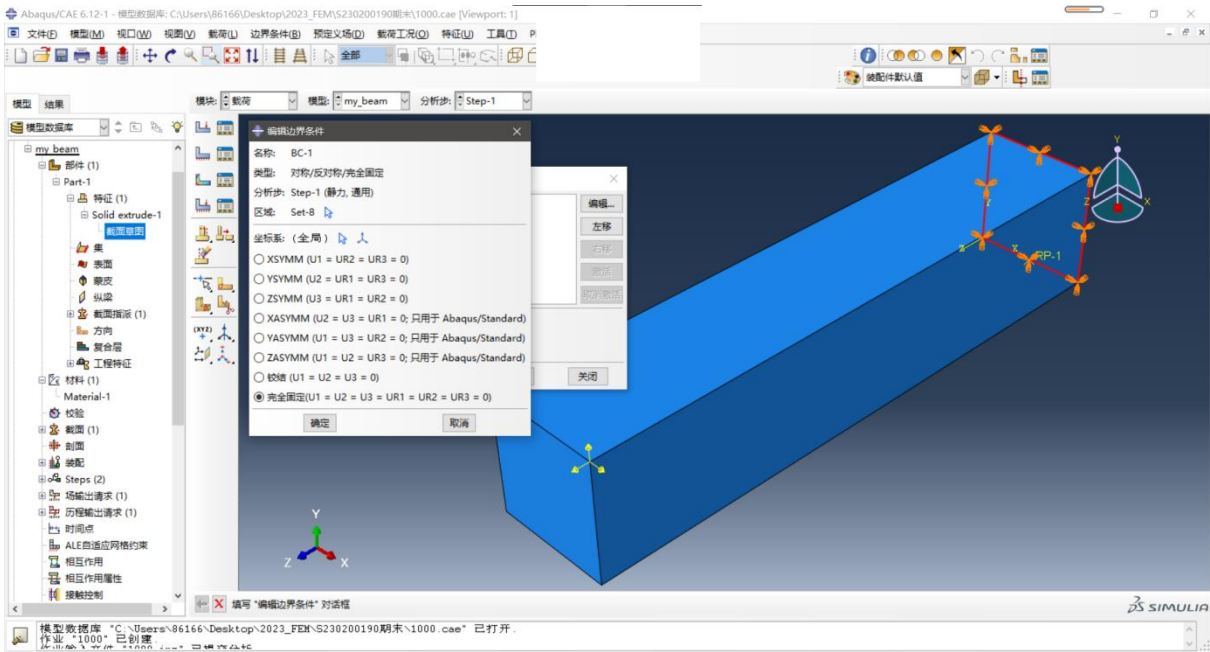 Abaqus/CAE 6.12-1 - 模型数据库: C:\Users\86166\Desktop\2023_FEM\S230200190期末\1000.cae [Viewport: 1]
文件(F) 模型(M) 视口(W) 视图(V) 载荷(L) 边界条件(B) 预定义场(D) 载荷工况(O) 特征(U) 工具(T)
全部
装配件默认值
模型 结果
模块: 载荷 模型: my_beam 分析步: Step-1
模型数据库
my beam
部件 (1)
Part-1
特征 (1)
Solid extrude-1
截面草图
集
表面
蒙皮
纵梁
截面指派 (1)
方向
复合层
工程特征
材料 (1)
Material-1
校验
截面 (1)
剖面
装配
Steps (2)
场输出请求 (1)
历程输出请求 (1)
时间点
ALE自适应网格约束
相互作用
相互作用属性
接触控制
(XYZ)
编辑边界条件
名称: BC-1
类型: 对称/反对称/完全固定
分析步: Step-1 (静力, 通用)
区域: Set-8
坐标系: (全局)
XSYMM (U1 = UR2 = UR3 = 0)
YSYMM (U2 = UR1 = UR3 = 0)
ZSYMM (U3 = UR1 = UR2 = 0)
XASYMM (U2 = U3 = UR1 = 0; 只用于 Abaqus/Standard)
YASYMM (U1 = U3 = UR2 = 0; 只用于 Abaqus/Standard)
ZASYMM (U1 = U2 = UR3 = 0; 只用于 Abaqus/Standard)
铰结 (U1 = U2 = U3 = 0)
完全固定(U1 = U2 = U3 = UR1 = UR2 = UR3 = 0)
确定 取消
编辑...
左移
右移
激活
取消激活
关闭
Y
Z
X
Y
Z
X
RP-1
Y
Z X
填写 "编辑边界条件" 对话框
SIMULIA
模型数据库 "C:\Users\86166\Desktop\2023_FEM\S230200190期末\1000.cae" 已打开.
作业 "1000" 已创建.